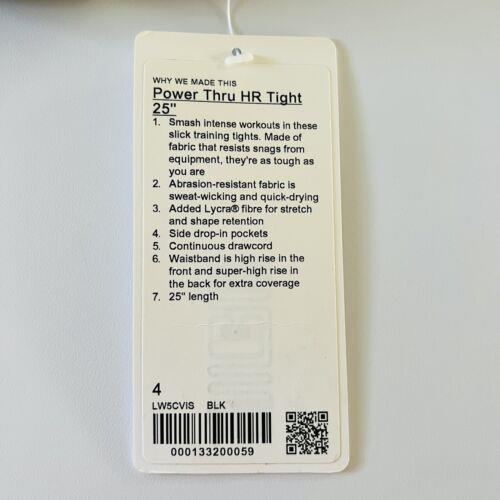 WHY WE MADE THIS
Power Thru HR Tight
25"
1. Smash intense workouts in these
slick training tights. Made of
fabric that resists snags from
equipment, they're as tough as
you are
2. Abrasion-resistant fabric is
sweat-wicking and quick-drying
3. Added Lycra® fibre for stretch
and shape retention
4. Side drop-in pockets
5. Continuous drawcord
6. Waistband is high rise in the
front and super-high rise in
the back for extra coverage
7. 25" length
4
LW5CVIS BLK
000133200059